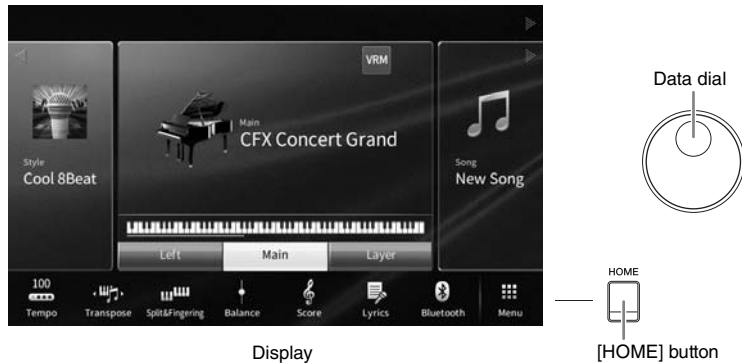 VRM
Main
CFX Concert Grand
Style
Cool 8Beat
Song
New Song
Left
Main
Layer
100
Tempo
Transpose
Split&Fingering
Balance
Score
Lyrics
Bluetooth
Menu
Display
Data dial
HOME
[HOME] button